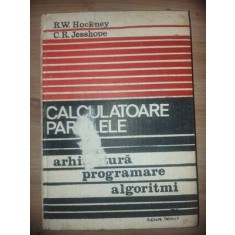 R.W. Hockney
C.R. Jesshope
CALCULATOARE
PARALELE
arhitectură
programare
algoritmi